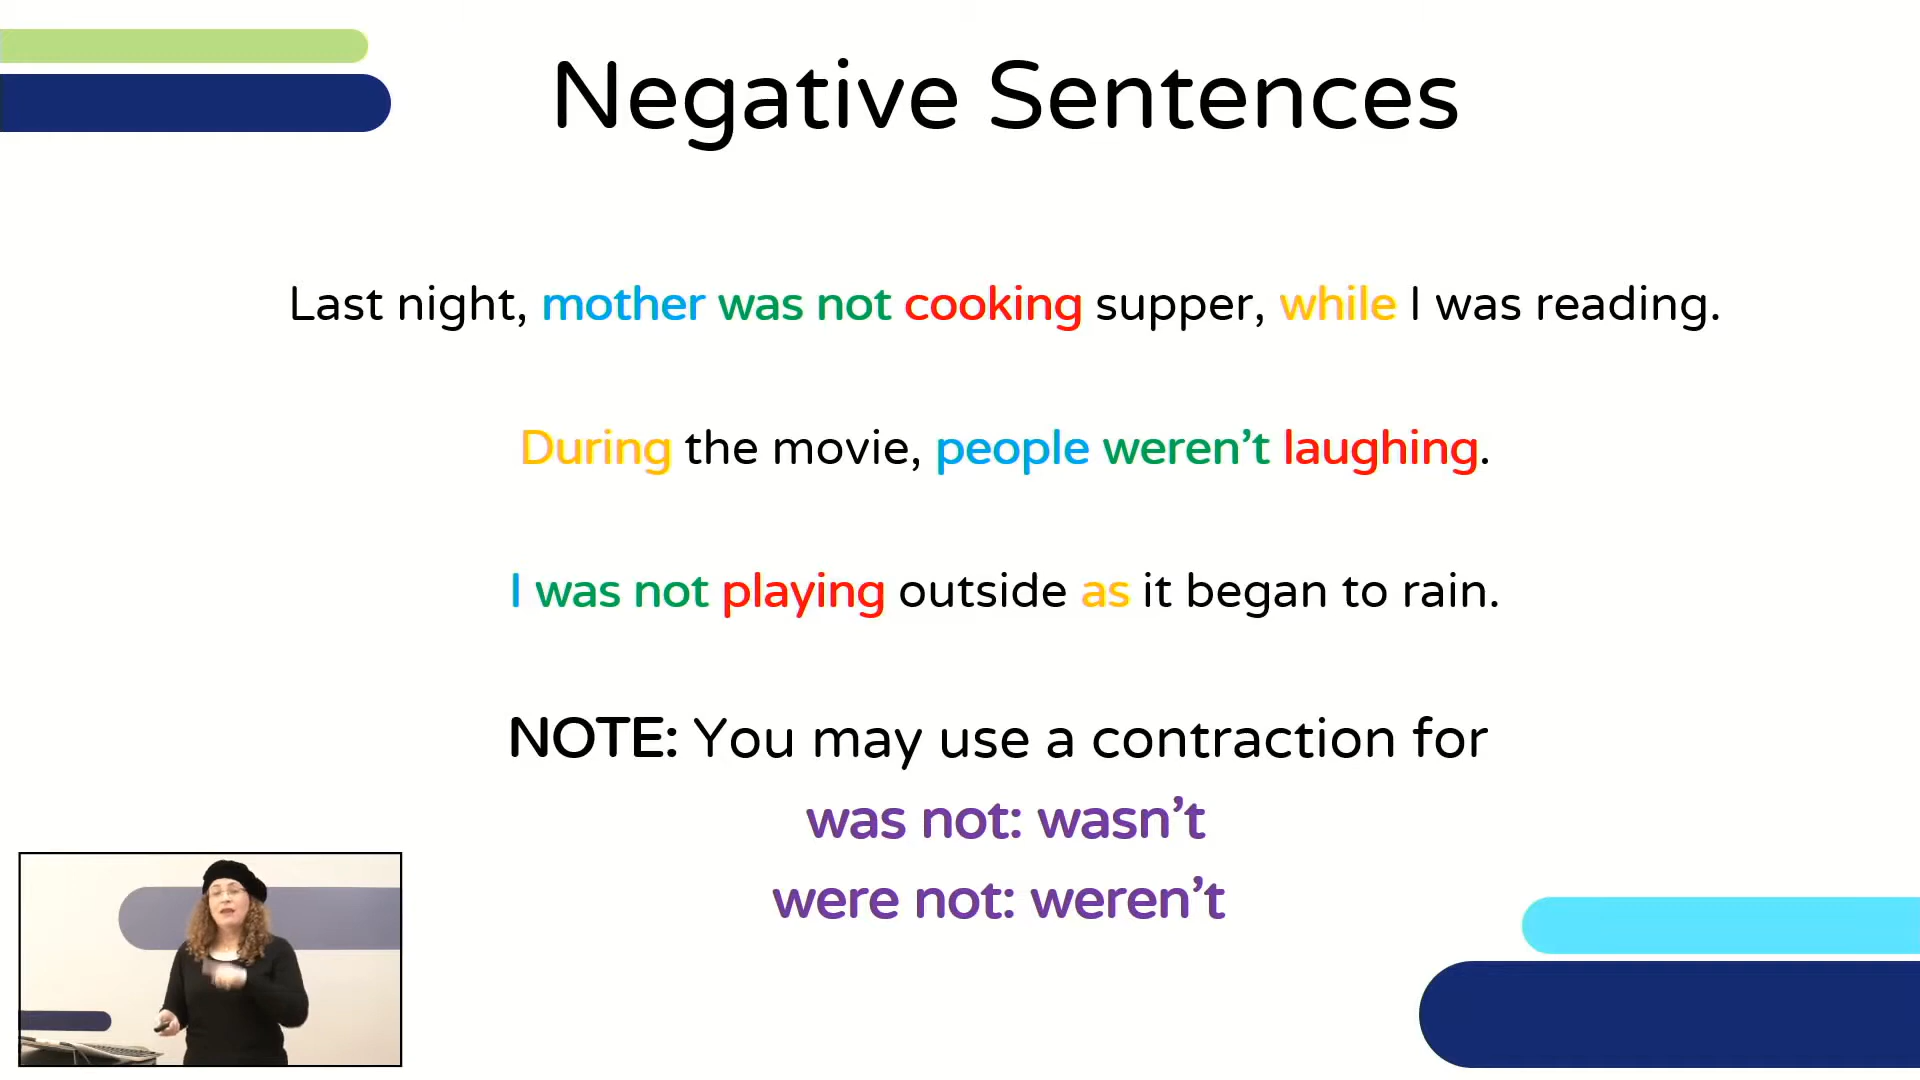 Negative Sentences
Last night, mother was not cooking supper, while I was reading.
During the movie, people weren’t laughing.
I was not playing outside as it began to rain.
NOTE: You may use a contraction for
was not: wasn’t
were not: weren’t